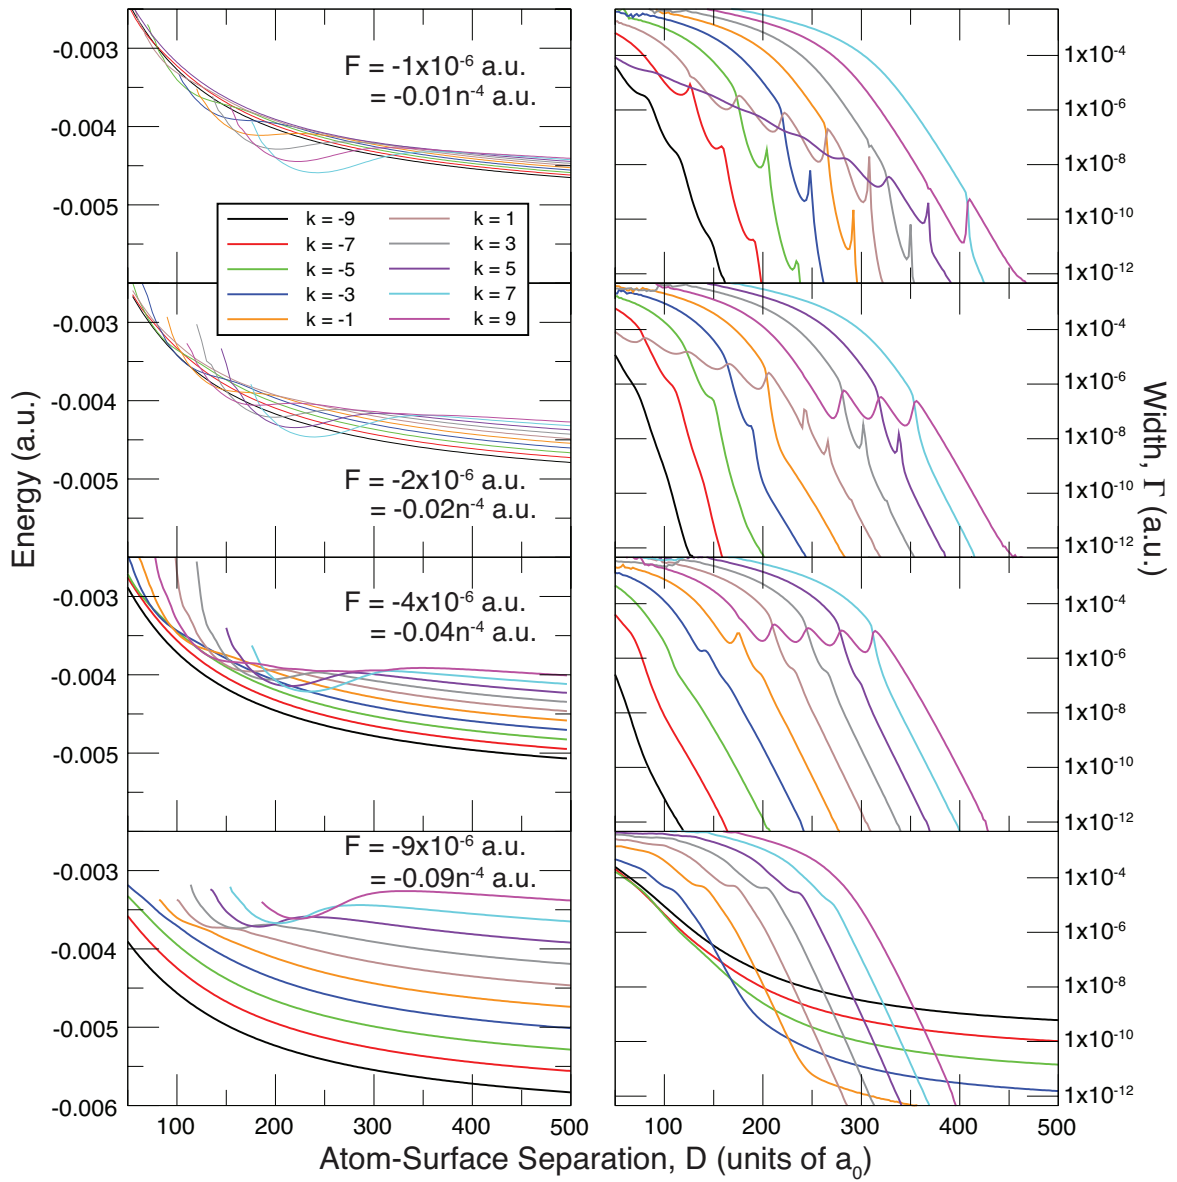 -0.003
-0.004
-0.005
F = -1x10-6 a.u.
= -0.01n-4 a.u.
1x10-4
1x10-6
1x10-8
1x10-10
1x10-12
k = -9
k = -7
k = -5
k = -3
k = -1
k = 1
k = 3
k = 5
k = 7
k = 9
-0.003
-0.004
-0.005
F = -2x10-6 a.u.
= -0.02n-4 a.u.
1x10-4
1x10-6
1x10-8
1x10-10
1x10-12
-0.003
-0.004
-0.005
F = -4x10-6 a.u.
= -0.04n-4 a.u.
1x10-4
1x10-6
1x10-8
1x10-10
1x10-12
-0.003
-0.004
-0.005
-0.006
F = -9x10-6 a.u.
= -0.09n-4 a.u.
1x10-4
1x10-6
1x10-8
1x10-10
1x10-12
100 200 300 400 500
100 200 300 400 500
Energy (a.u.)
Width, Γ (a.u.)
Atom-Surface Separation, D (units of a0)